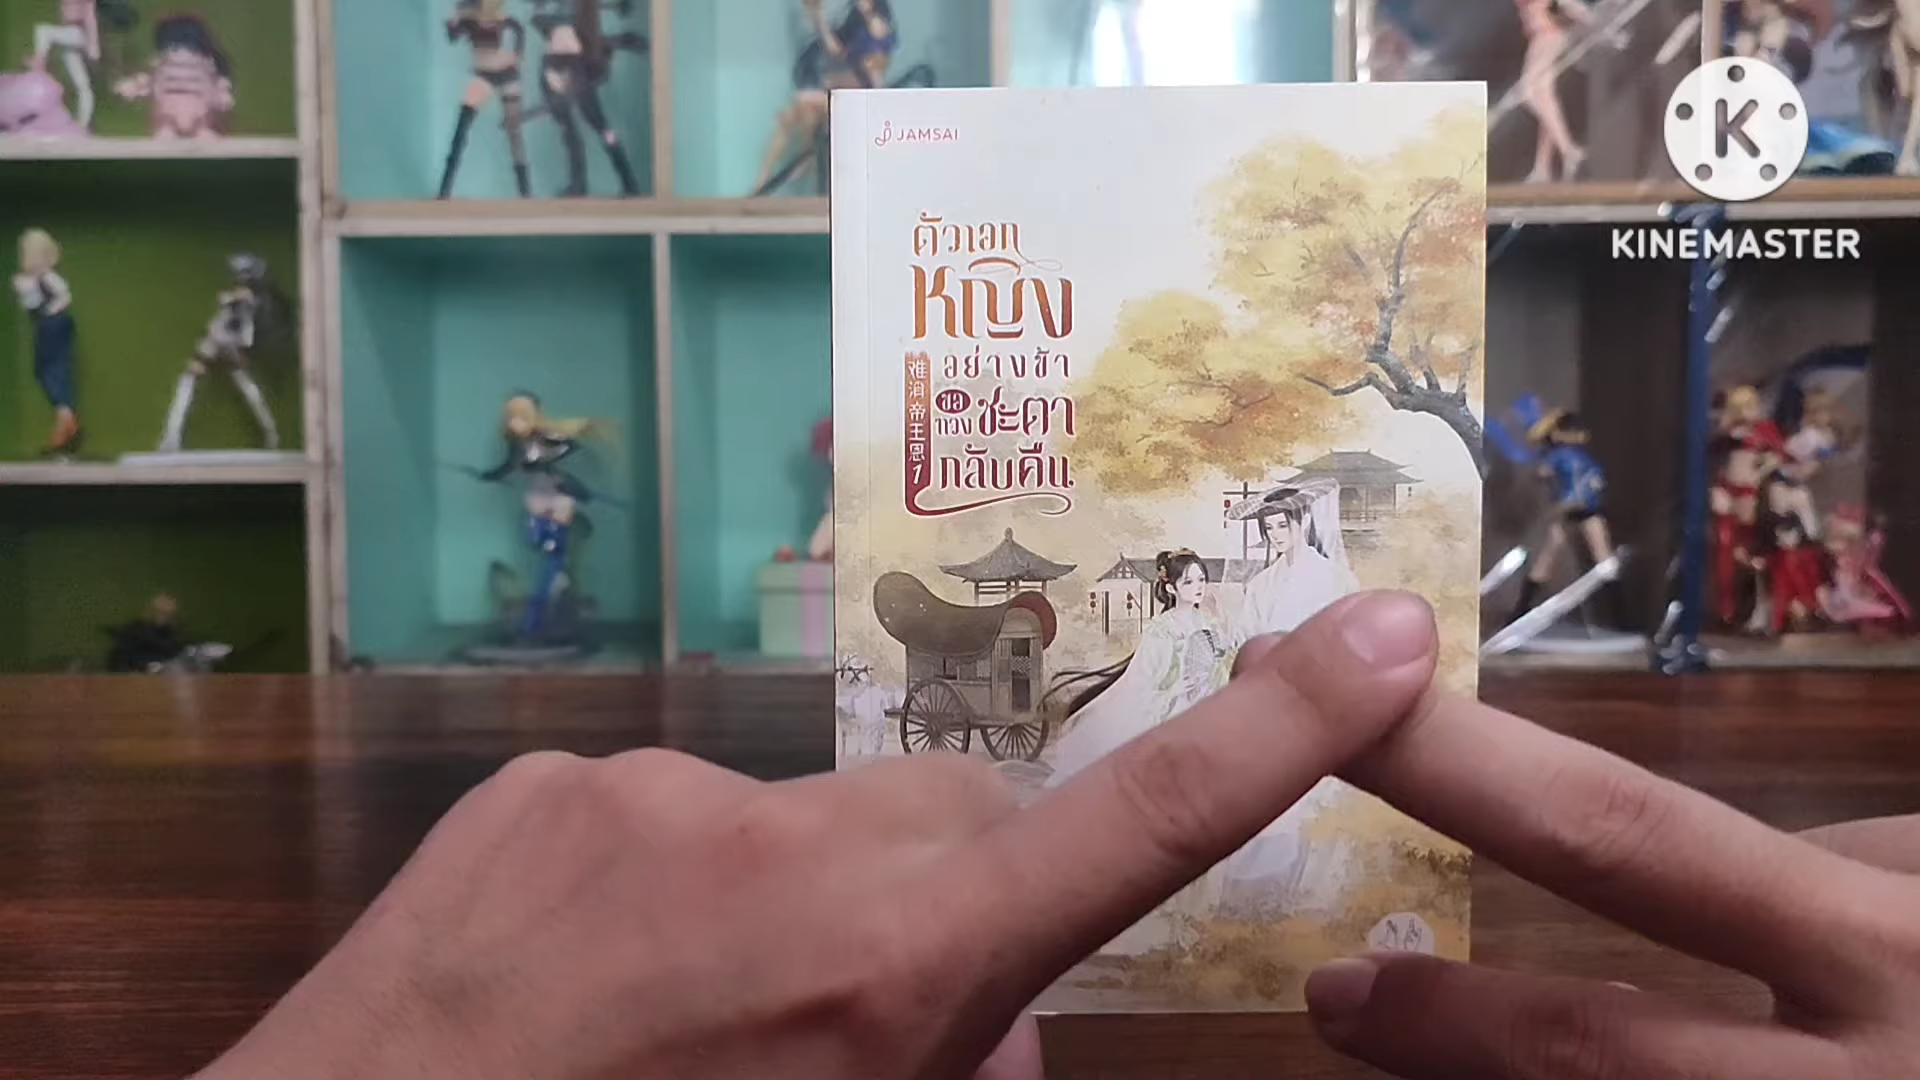 JAMSAI
ตัวเอก
หญิง
อย่างข้า
ขอ
ทวง
ชะตา
กลับคืน
难消帝王恩 1
K
KINEMASTER